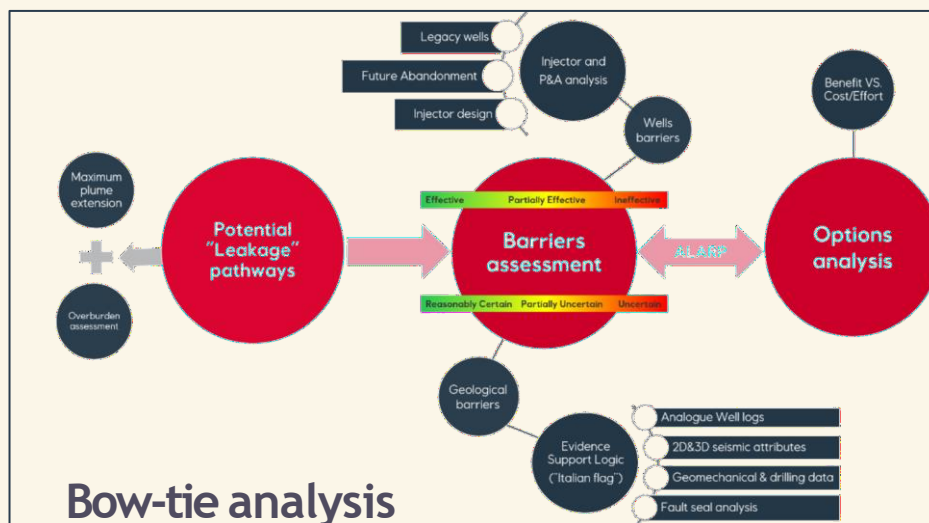 Legacy wells
Future Abandonment
Injector design
Injector and
P&A analysis
Wells
barriers
Benefit VS.
Cost/Effort
Maximum
plume
extension
Overburden
assessment
Potential
"Leakage"
pathways
Effective Partially Effective Ineffective
Barriers
assessment
Reasonably Certain Partially Uncertain Uncertain
ALARP
Options
analysis
Geological
barriers
Evidence
Support Logic
("Italian flag")
Analogue Well logs
2D&3D seismic attributes
Geomechanical & drilling data
Fault seal analysis
Bow-tie analysis